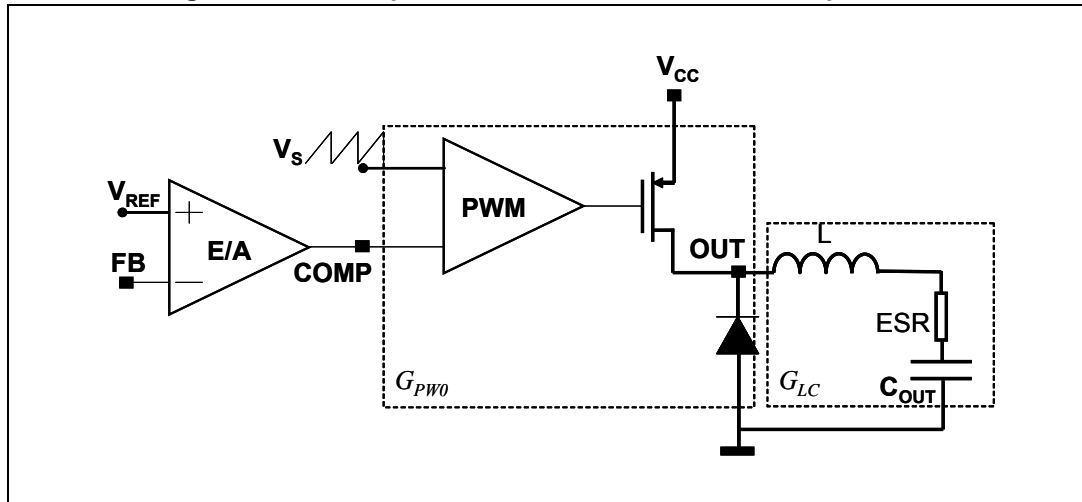 V_CC
V_S
V_REF
PWM
E/A
FB
COMP
OUT
L
ESR
C_OUT
G_PW0
G_LC